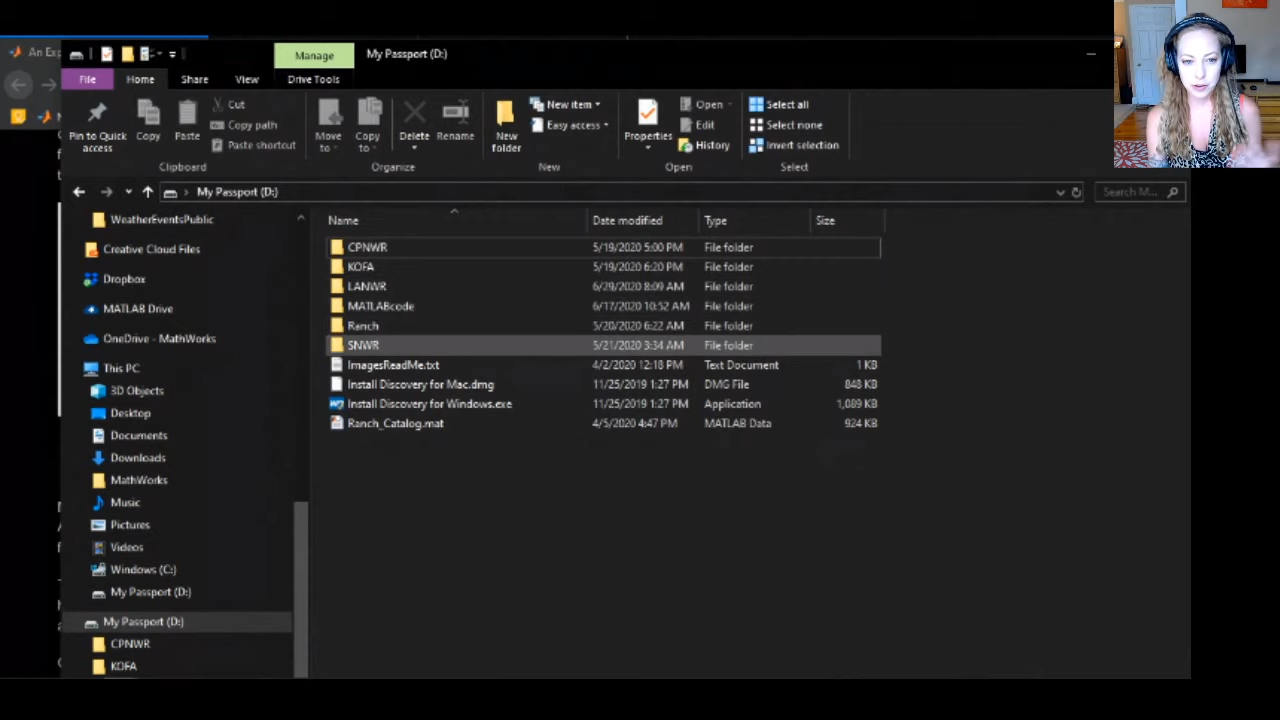 An Exp
Manage
My Passport (D:)
File
Home
Share
View
Drive Tools
Pin to Quick access
Copy
Paste
Cut
Copy path
Paste shortcut
Move to
Copy to
Delete
Rename
New folder
New item
Easy access
Properties
Open
Edit
History
Select all
Select none
Invert selection
Clipboard
Organize
New
Open
Select
My Passport (D:)
Search M...
Name Date modified Type Size
WeatherEventsPublic
Creative Cloud Files
Dropbox
MATLAB Drive
OneDrive - MathWorks
This PC
3D Objects
Desktop
Documents
Downloads
MathWorks
Music
Pictures
Videos
Windows (C:)
My Passport (D:)
My Passport (D:)
CPNWR
KOFA
CPNWR 5/19/2020 5:00 PM File folder
KOFA 5/19/2020 6:20 PM File folder
LANWR 6/29/2020 8:09 AM File folder
MATLABcode 6/17/2020 10:52 AM File folder
Ranch 5/20/2020 6:22 AM File folder
SNWR 5/21/2020 3:34 AM File folder
ImagesReadMe.txt 4/2/2020 12:18 PM Text Document 1 KB
Install Discovery for Mac.dmg 11/25/2019 1:27 PM DMG File 848 KB
Install Discovery for Windows.exe 11/25/2019 1:27 PM Application 1,089 KB
Ranch_Catalog.mat 4/5/2020 4:47 PM MATLAB Data 924 KB